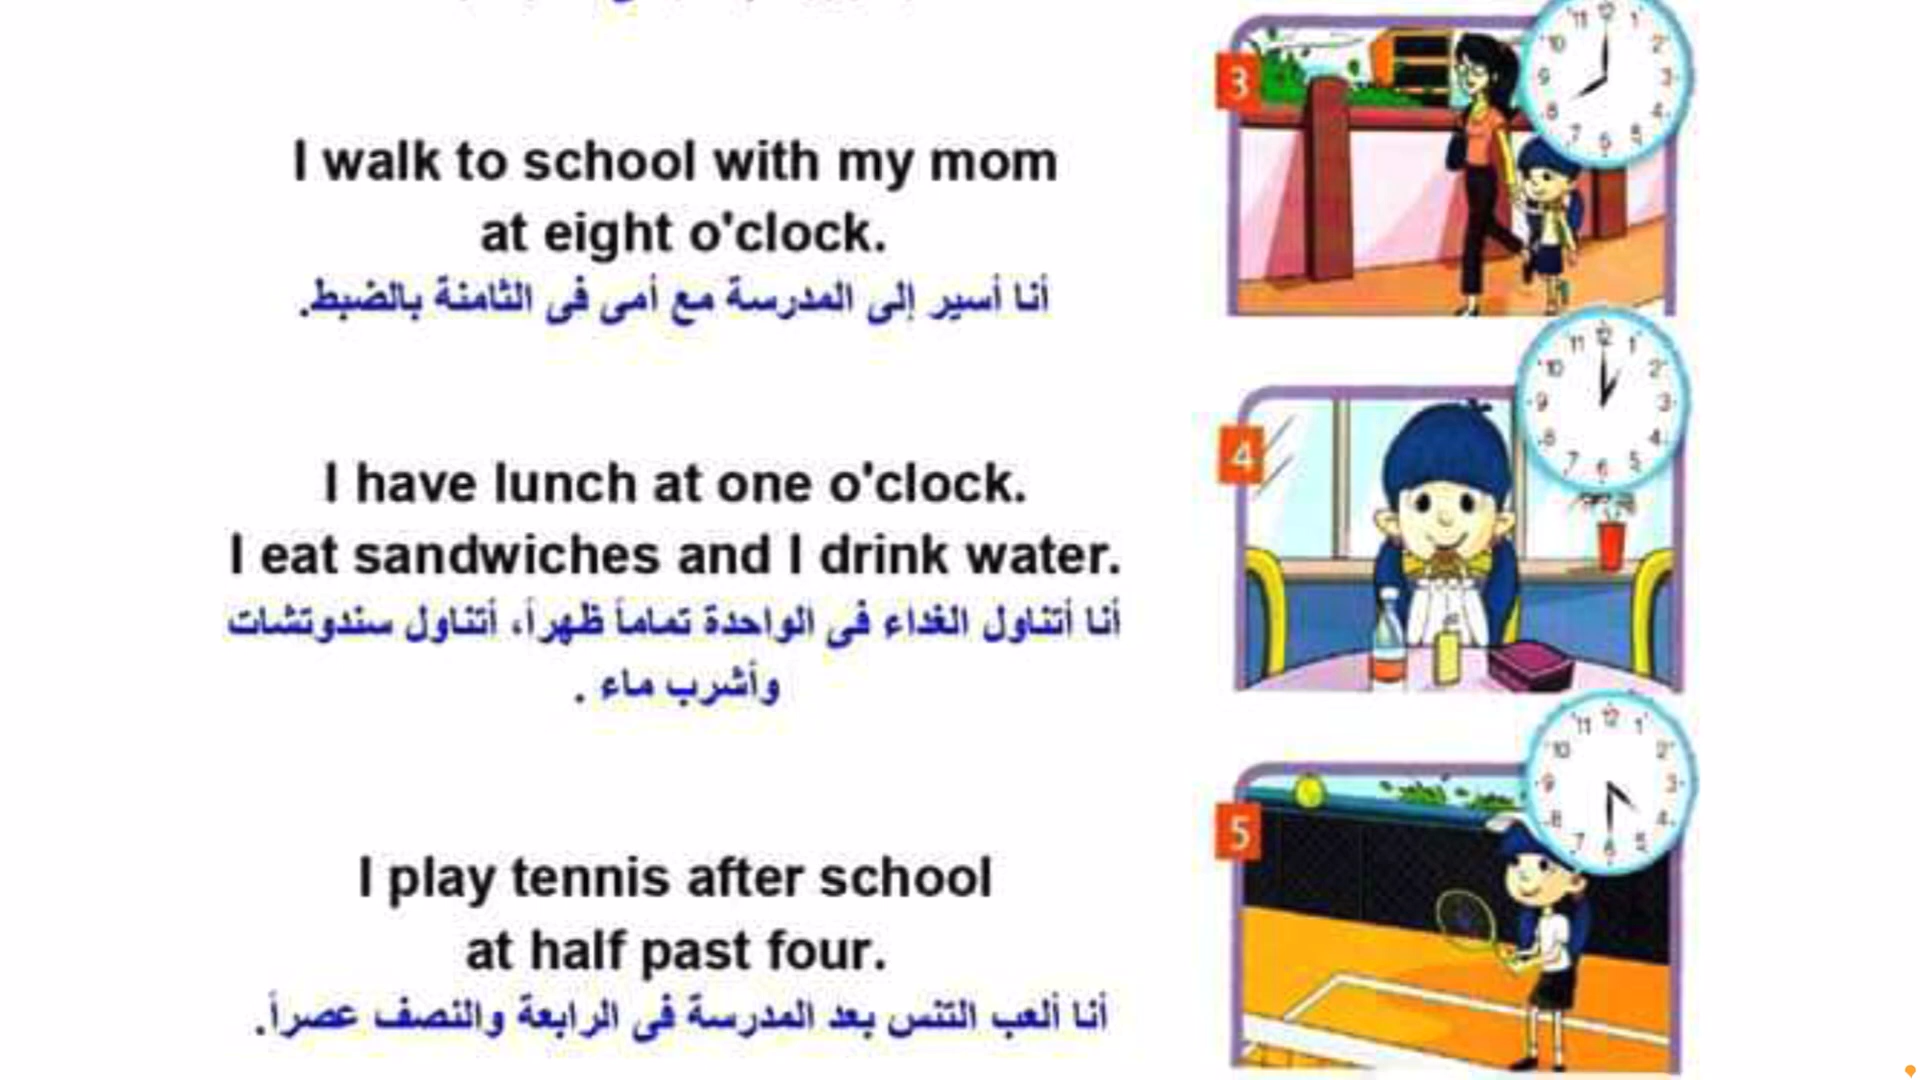 3
I walk to school with my mom
at eight o'clock.
أنا أسير إلى المدرسة مع أمى فى الثامنة بالضبط.
4
I have lunch at one o'clock.
I eat sandwiches and I drink water.
أنا أتناول الغداء فى الواحدة تماماً ظهراً، أتناول سندوتشات
وأشرب ماء .
5
I play tennis after school
at half past four.
أنا ألعب التنس بعد المدرسة فى الرابعة والنصف عصراً.